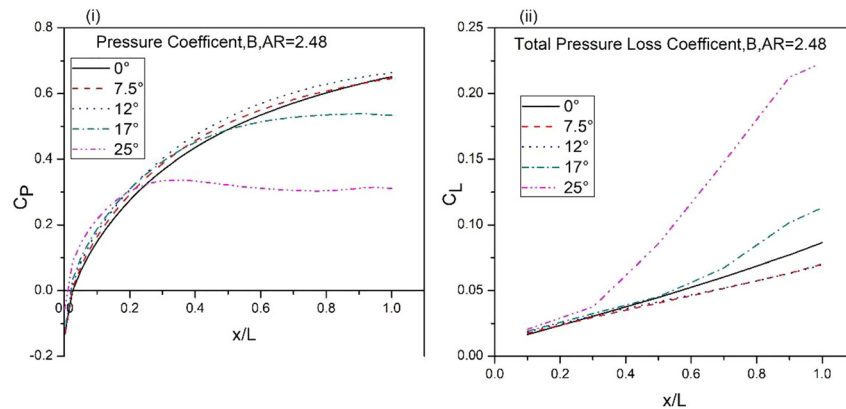 (i)
Pressure Coefficent,B,AR=2.48
0°
7.5°
12°
17°
25°
0.8
0.6
0.4
0.2
0.0
-0.2
0.0 0.2 0.4 0.6 0.8 1.0
x/L
CP
(ii)
Total Pressure Loss Coefficent,B,AR=2.48
0°
7.5°
12°
17°
25°
0.25
0.20
0.15
0.10
0.05
0.00
0.0 0.2 0.4 0.6 0.8 1.0
x/L
CL